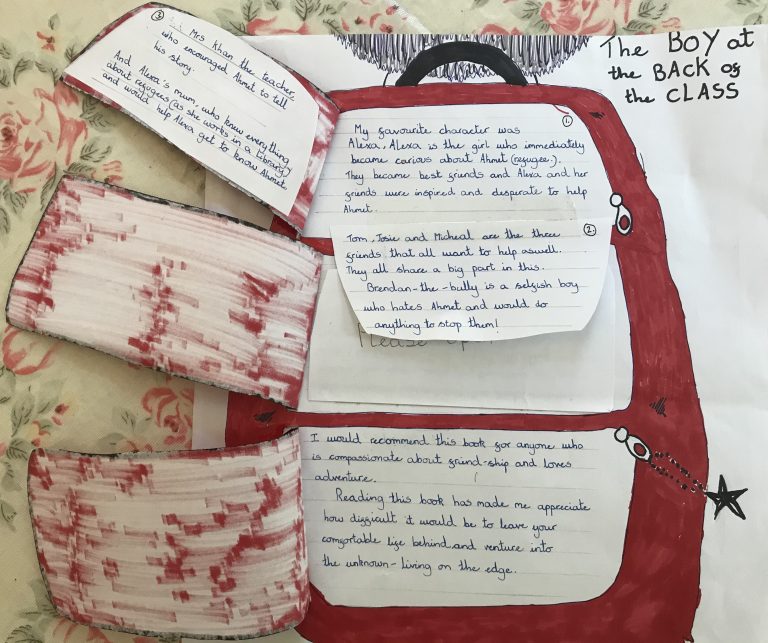 The BOY at
the BACK of
the CLASS
1.
My favourite character was
Alexa, Alexa is the girl who immediately
became carious about Ahmet (refugee.).
They became best friends and Alexa and her
friends were inspired and desperate to help
Ahmet.
2.
Tom, Josie and Micheal are the three
friends that all want to help aswell.
They all share a big part in this.
Brendan-the-bully is a selfish boy
who hates Ahmet and would do
anything to stop them!
Please
3
Mrs Khan the teacher,
who encouraged Ahmet to tell
his story.
And Alexa's mum, who knew everything
about refugees (as she works in a Library)
and would help Alexa get to know Ahmet.
I would recommend this book for anyone who
is compassionate about friend-ship and loves
adventure.
Reading this book has made me appreciate
how difficult it would be to leave your
comfortable life behind and venture into
the unknown - living on the edge.